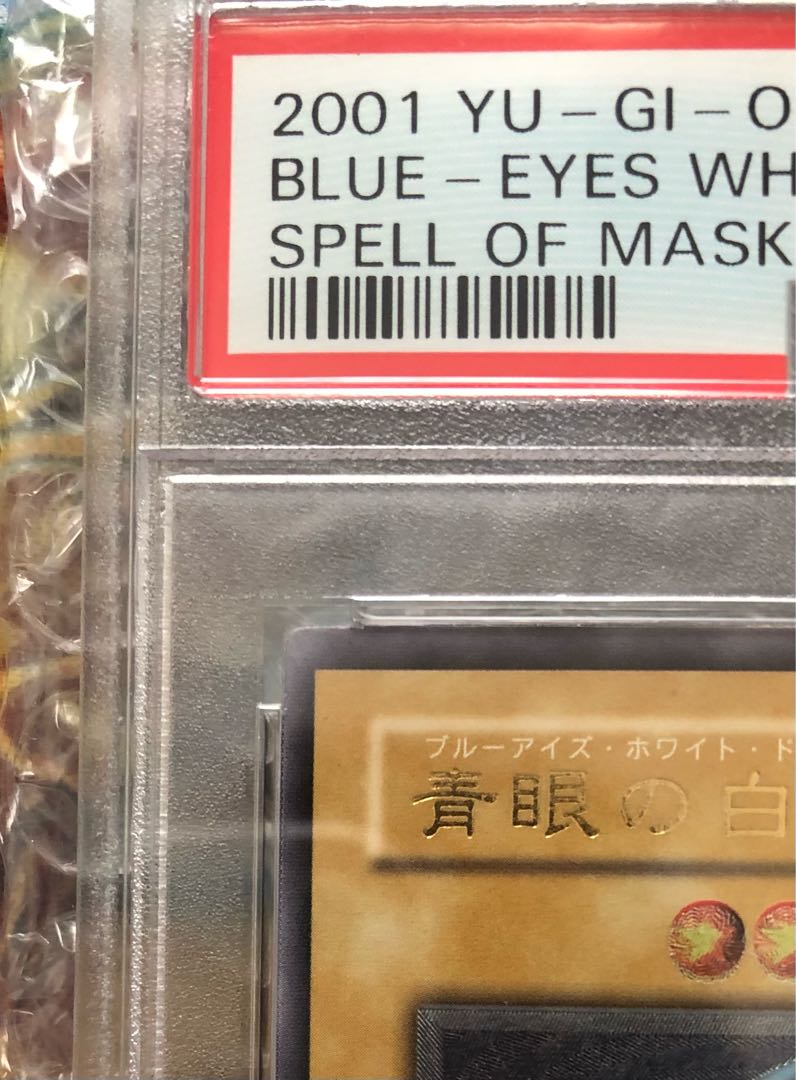 2001 YU-GI-O
BLUE-EYES WH
SPELL OF MASK
ブルーアイズ・ホワイト・ド
青眼の白